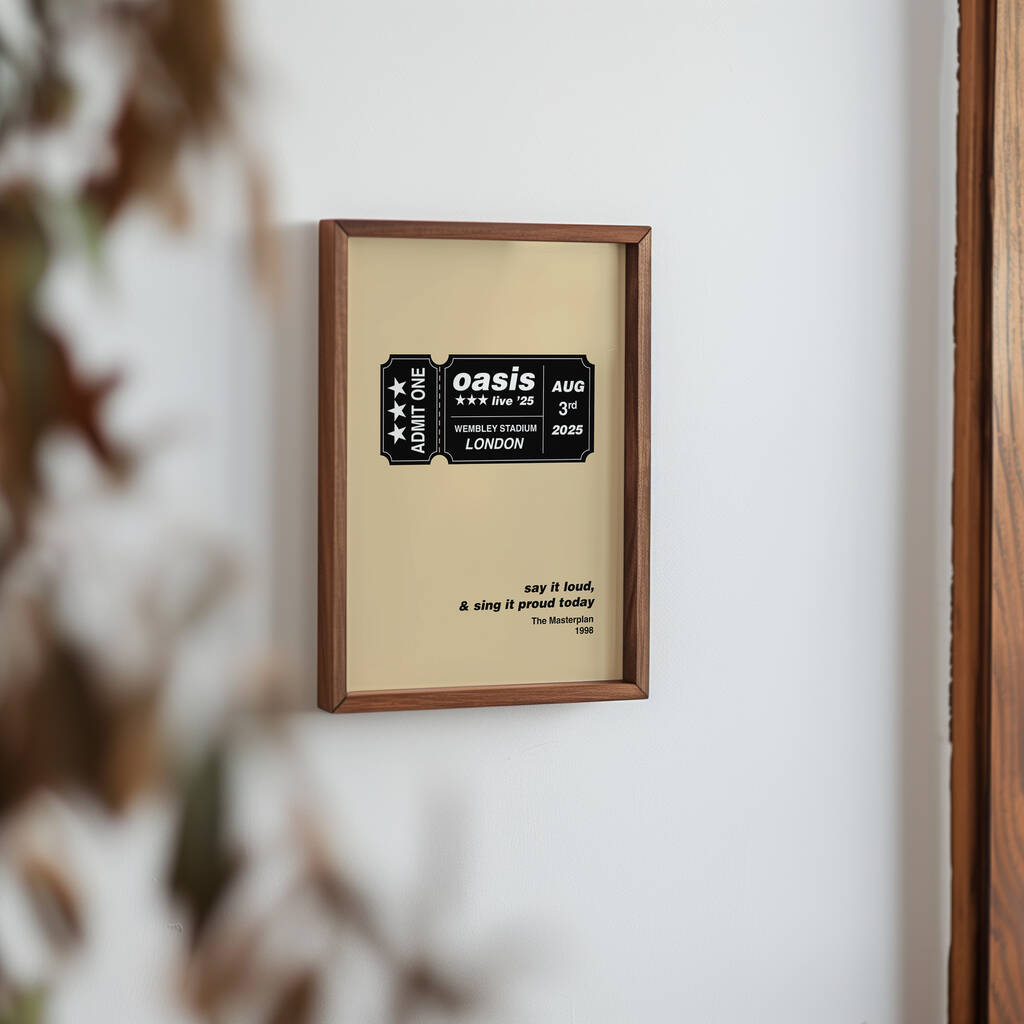 ★★★ ADMIT ONE
oasis
★★★ live '25
WEMBLEY STADIUM
LONDON
AUG
3rd
2025
say it loud,
& sing it proud today
The Masterplan
1998